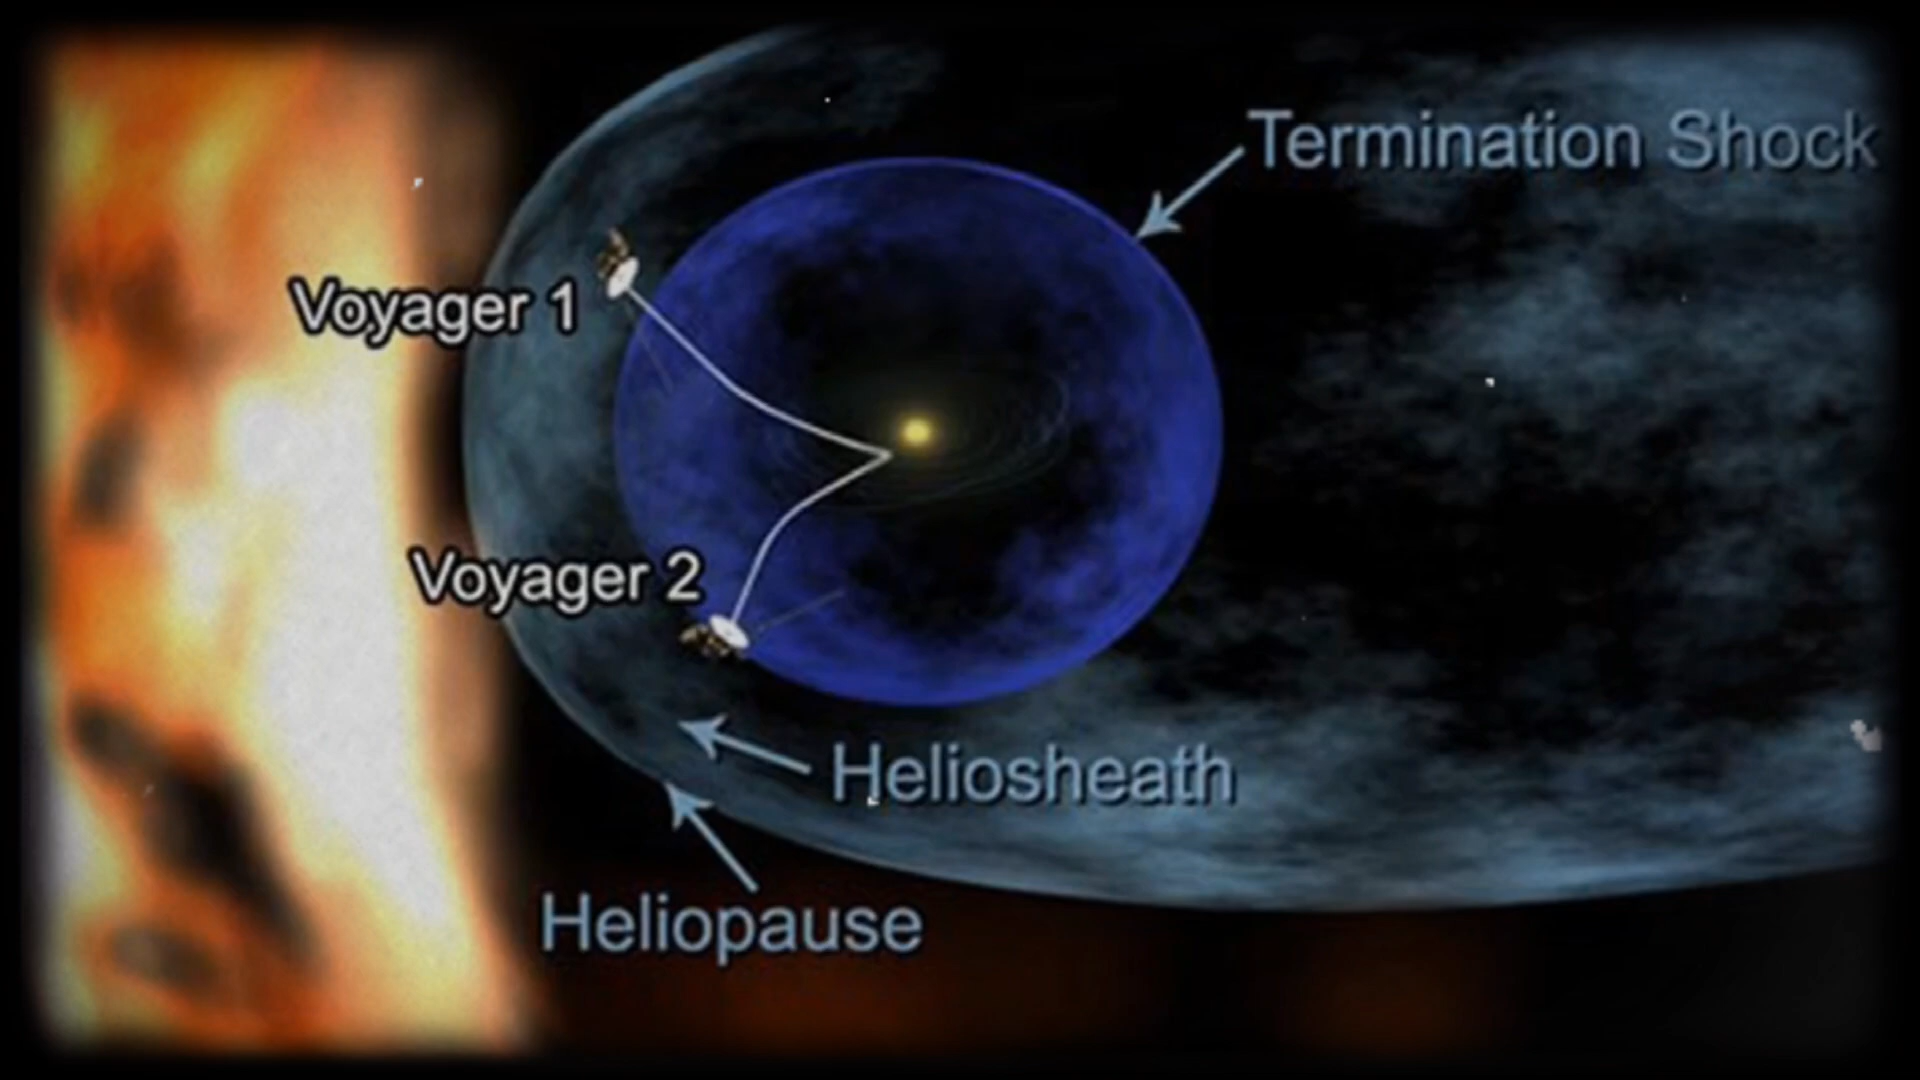 Termination Shock
Voyager 1
Voyager 2
Heliosheath
Heliopause